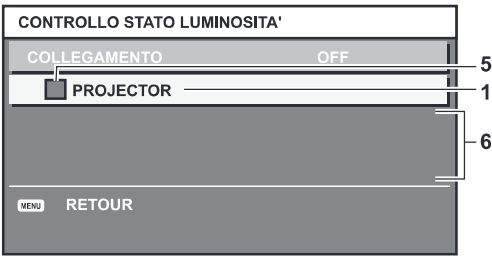 CONTROLLO STATO LUMINOSITA'
COLLEGAMENTO OFF
5
PROJECTOR 1
6
MENU RETOUR